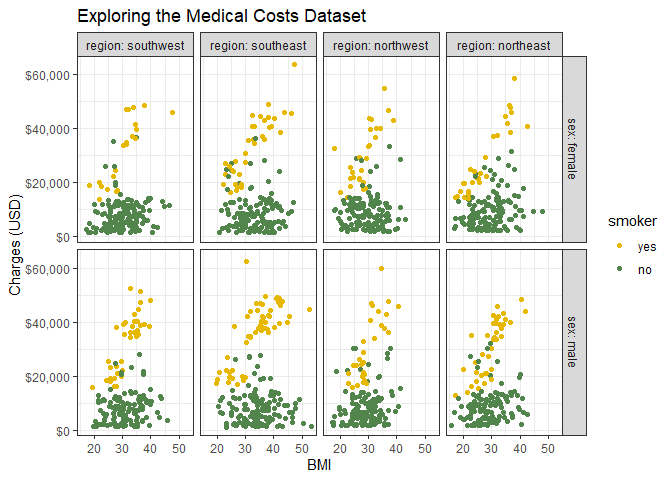 Exploring the Medical Costs Dataset
region: southwest
region: southeast
region: northwest
region: northeast
$60,000
$40,000
$20,000
$0
sex: female
Charges (USD)
$60,000
$40,000
$20,000
$0
sex: male
20 30 40 50
20 30 40 50
20 30 40 50
20 30 40 50
BMI
smoker
yes
no